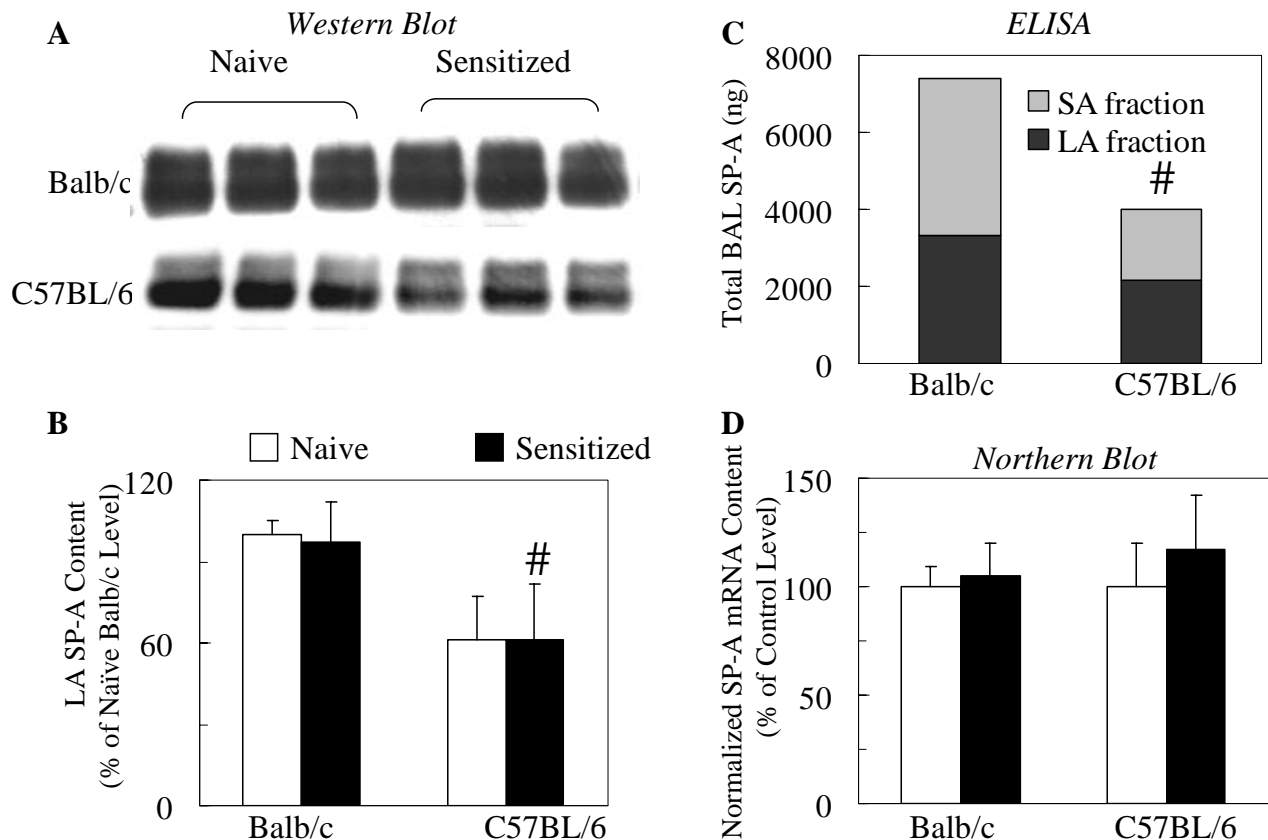 A
Western Blot
Naive
Sensitized
Balb/c
C57BL/6
B
Naive
Sensitized
LA SP-A Content
(% of Naïve Balb/c Level)
120
60
0
#
Balb/c
C57BL/6
C
ELISA
Total BAL SP-A (ng)
8000
6000
4000
2000
0
SA fraction
LA fraction
#
Balb/c
C57BL/6
D
Northern Blot
Normalized SP-A mRNA Content
(% of Control Level)
150
100
50
0
Balb/c
C57BL/6